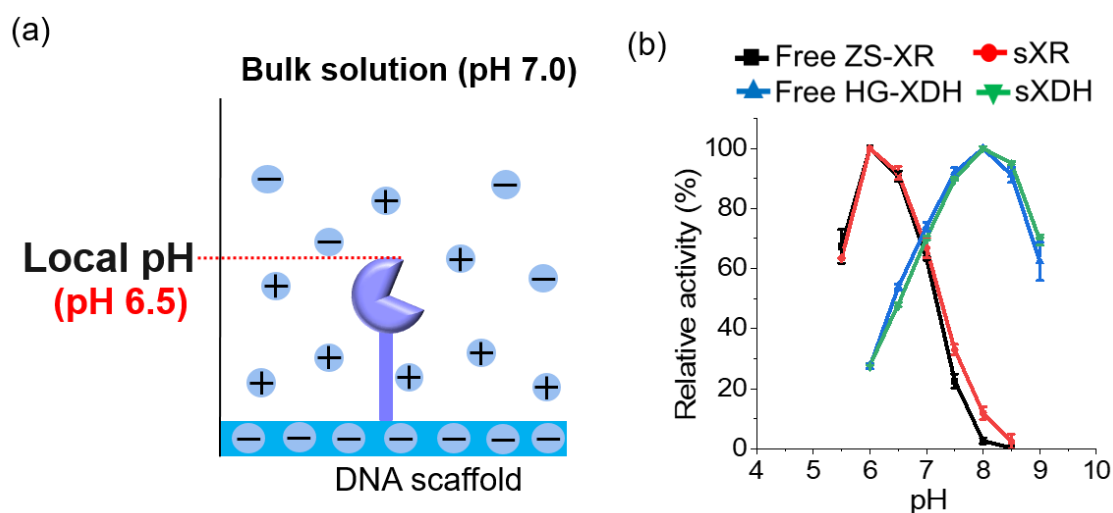 (a)
Bulk solution (pH 7.0)
Local pH
(pH 6.5)
DNA scaffold
(b)
Free ZS-XR sXR
Free HG-XDH sXDH
Relative activity (%)
100
80
60
40
20
0
4 5 6 7 8 9 10
pH